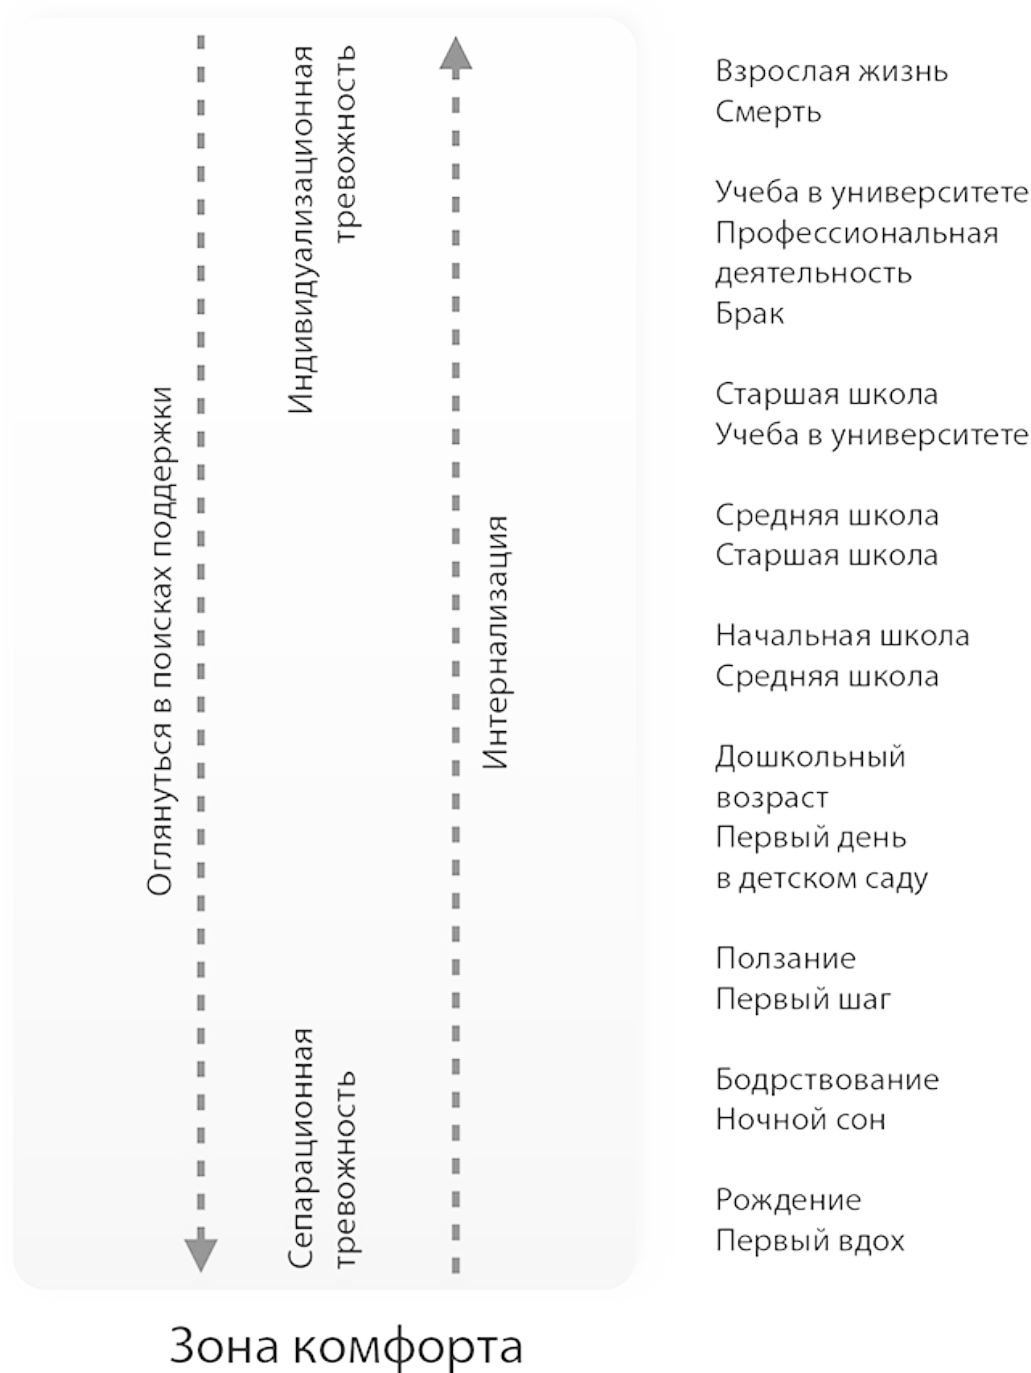 Оглянуться в поисках поддержки
Индивидуализационная
тревожность
Сепарационная
тревожность
Интернализация
Взрослая жизнь
Смерть
Учеба в университете
Профессиональная
деятельность
Брак
Старшая школа
Учеба в университете
Средняя школа
Старшая школа
Начальная школа
Средняя школа
Дошкольный
возраст
Первый день
в детском саду
Ползание
Первый шаг
Бодрствование
Ночной сон
Рождение
Первый вдох
Зона комфорта